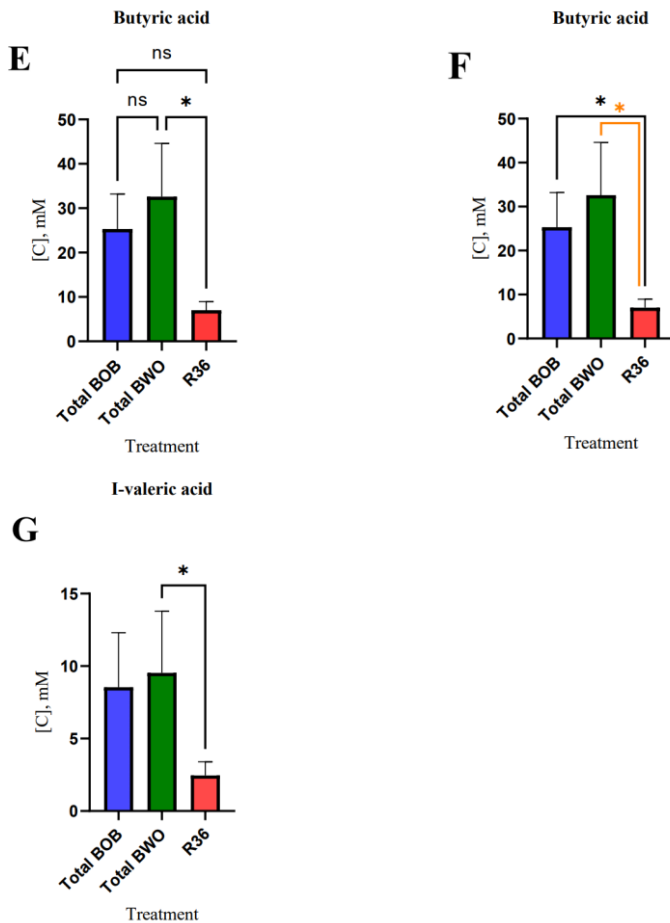 Butyric acid
E
ns
ns
*
50
40
30
20
10
0
[C], mM
Total BOB
Total BWO
R36
Treatment
Butyric acid
F
*
*
50
40
30
20
10
0
[C], mM
Total BOB
Total BWO
R36
Treatment
I-valeric acid
G
*
15
10
5
0
[C], mM
Total BOB
Total BWO
R36
Treatment